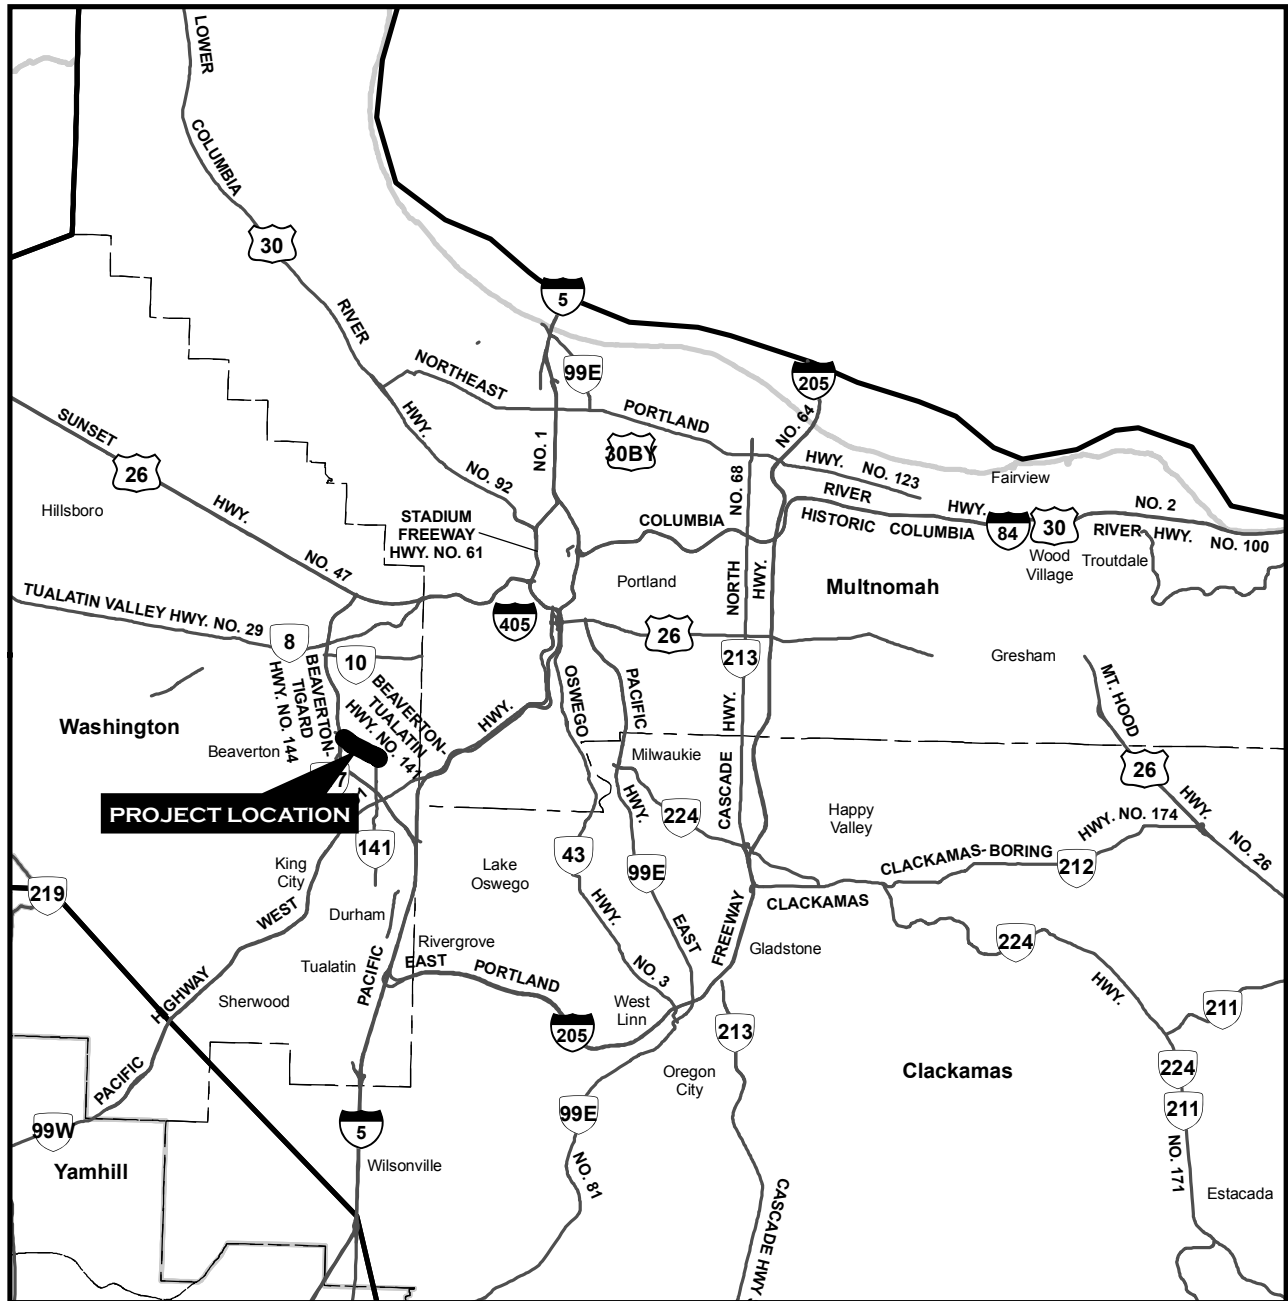 LOWER
COLUMBIA
30
RIVER
5
99E
NORTHEAST
205
PORTLAND
NO. 64
SUNSET
HWY.
NO. 1
30BY
26
NO. 68
HWY.
NO. 123
NO. 92
Fairview
RIVER
HWY.
NO. 2
Hillsboro
HWY.
STADIUM
FREEWAY
HWY. NO. 61
COLUMBIA
HISTORIC
COLUMBIA
84
30
RIVER
HWY.
NO. 100
Wood
Village
Troutdale
NO. 47
Portland
NORTH
HWY.
Multnomah
TUALATIN VALLEY HWY. NO. 29
405
8
26
10
213
Gresham
BEAVERTON-
TIGARD
HWY. NO. 144
BEAVERTON-
TUALATIN
HWY. NO. 141
OSWEGO
PACIFIC
MT. HOOD
HWY.
HWY.
Washington
Beaverton
Milwaukie
26
7
PROJECT LOCATION
CASCADE
HWY.
224
Happy
Valley
HWY. NO. 174
HWY.
NO. 26
141
43
King
City
Lake
Oswego
99E
CLACKAMAS-BORING
212
219
WEST
Durham
HWY.
CLACKAMAS
EAST
FREEWAY
Gladstone
224
Rivergrove
Tualatin
PACIFIC
EAST
PORTLAND
NO. 3
HIGHWAY
Sherwood
West
Linn
HWY.
211
205
213
PACIFIC
Oregon
City
Clackamas
224
99E
211
99W
5
Yamhill
Wilsonville
NO. 81
NO. 171
CASCADE HWY
Estacada